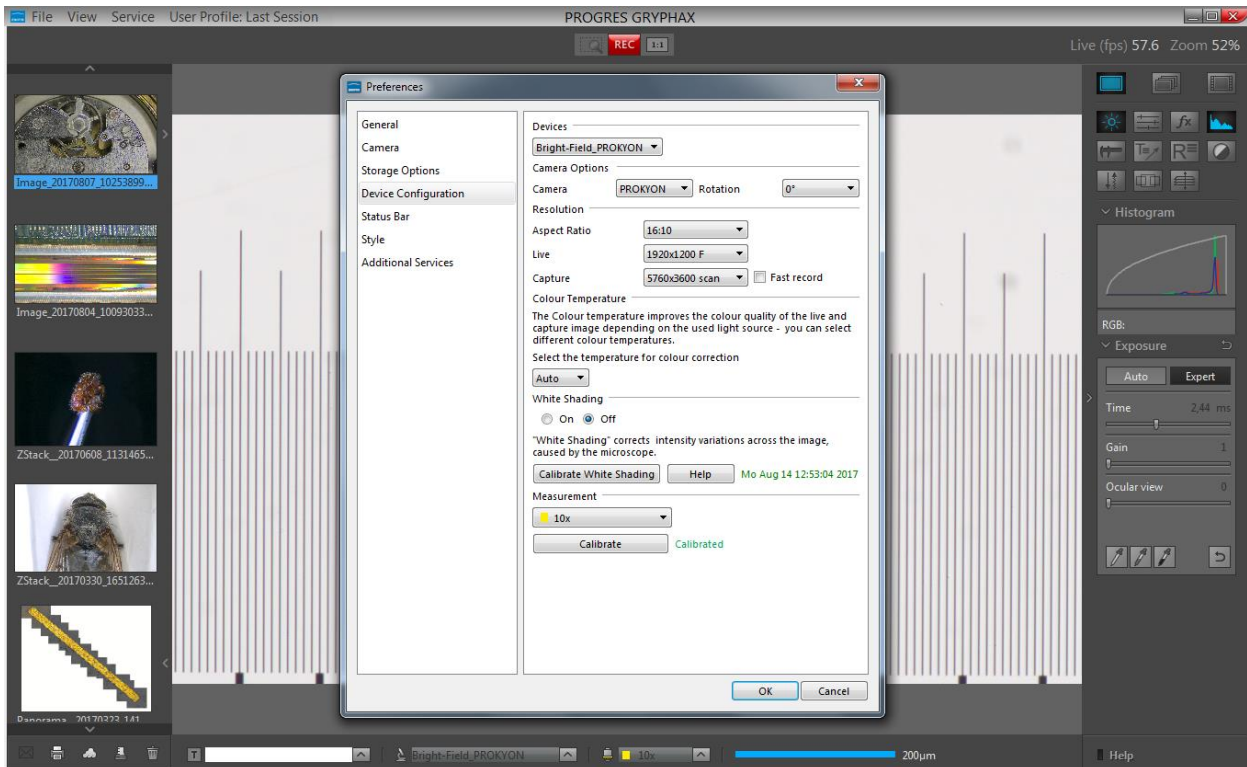 File View Service User Profile: Last Session PROGRES GRYPHAX
REC 1:1 Live (fps) 57.6 Zoom 52%
Image_20170807_10253899...
Image_20170804_10093033...
ZStack_20170608_1131465...
ZStack_20170330_1651263...
Panorama_20170323_141
Preferences
General
Camera
Storage Options
Device Configuration
Status Bar
Style
Additional Services
Devices
Bright-Field_PROKYON
Camera Options
Camera PROKYON Rotation 0°
Resolution
Aspect Ratio 16:10
Live 1920x1200 F
Capture 5760x3600 scan Fast record
Colour Temperature
The Colour temperature improves the colour quality of the live and
capture image depending on the used light source - you can select
different colour temperatures.
Select the temperature for colour correction
Auto
White Shading
On Off
"White Shading" corrects intensity variations across the image,
caused by the microscope.
Calibrate White Shading Help Mo Aug 14 12:53:04 2017
Measurement
10x
Calibrate Calibrated
OK Cancel
fx
Histogram
RGB:
Exposure
Auto Expert
Time 2,44 ms
Gain 1
Ocular view 0
T Bright-Field_PROKYON 10x 200µm Help